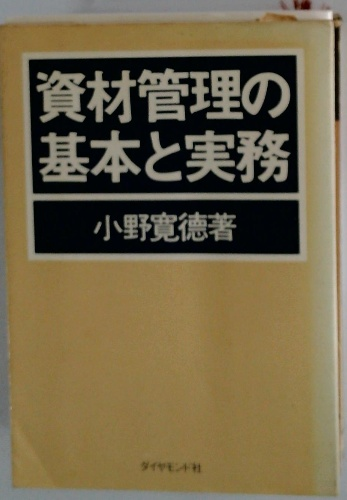 資材管理の
基本と実務
小野寛德著
ダイヤモンド社